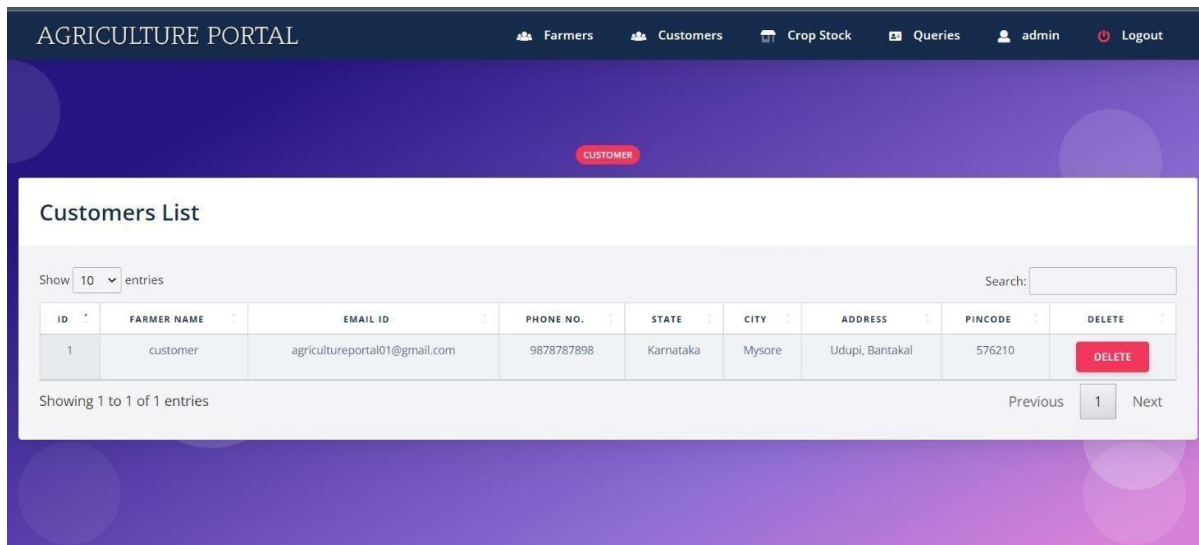 AGRICULTURE PORTAL Farmers Customers Crop Stock Queries admin Logout
CUSTOMER
Customers List
Show 10 entries Search:
ID FARMER NAME EMAIL ID PHONE NO. STATE CITY ADDRESS PINCODE DELETE
1 customer agricultureportal01@gmail.com 9878787898 Karnataka Mysore Udupi, Bantakal 576210 DELETE
Showing 1 to 1 of 1 entries Previous 1 Next